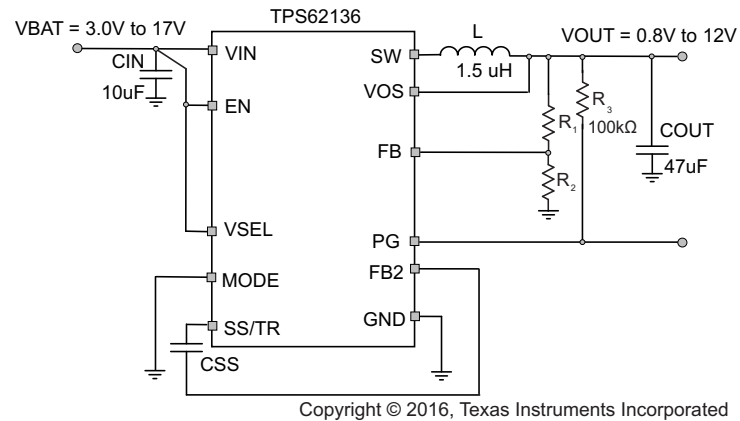 TPS62136
VBAT = 3.0V to 17V
VIN
CIN
10uF
EN
VSEL
MODE
SS/TR
CSS
SW
L
1.5 uH
VOUT = 0.8V to 12V
VOS
FB
R1
R2
R3
100kΩ
COUT
47uF
PG
FB2
GND
Copyright © 2016, Texas Instruments Incorporated